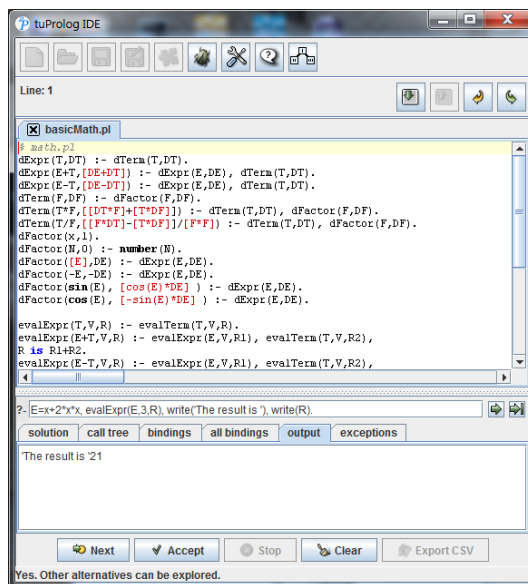 tuProlog IDE
Line: 1
basicMath.pl
% math.pl
dExpr(T,DT) :- dTerm(T,DT).
dExpr(E+T,[DE+DT]) :- dExpr(E,DE), dTerm(T,DT).
dExpr(E-T,[DE-DT]) :- dExpr(E,DE), dTerm(T,DT).
dTerm(F,DF) :- dFactor(F,DF).
dTerm(T*F,[[DT*F]+[T*DF]]) :- dTerm(T,DT), dFactor(F,DF).
dTerm(T/F,[[F*DT]-[T*DF]]/[F*F]) :- dTerm(T,DT), dFactor(F,DF).
dFactor(x,1).
dFactor(N,0) :- number(N).
dFactor([E],DE) :- dExpr(E,DE).
dFactor(-E,-DE) :- dExpr(E,DE).
dFactor(sin(E), [cos(E)*DE] ) :- dExpr(E,DE).
dFactor(cos(E), [-sin(E)*DE] ) :- dExpr(E,DE).
evalExpr(T,V,R) :- evalTerm(T,V,R).
evalExpr(E+T,V,R) :- evalExpr(E,V,R1), evalTerm(T,V,R2),
R is R1+R2.
evalExpr(E-T,V,R) :- evalExpr(E,V,R1), evalTerm(T,V,R2),
?- E=x+2*x*x, evalExpr(E,3,R), write('The result is '), write(R).
solution call tree bindings all bindings output exceptions
'The result is '21
Next Accept Stop Clear Export CSV
Yes. Other alternatives can be explored.